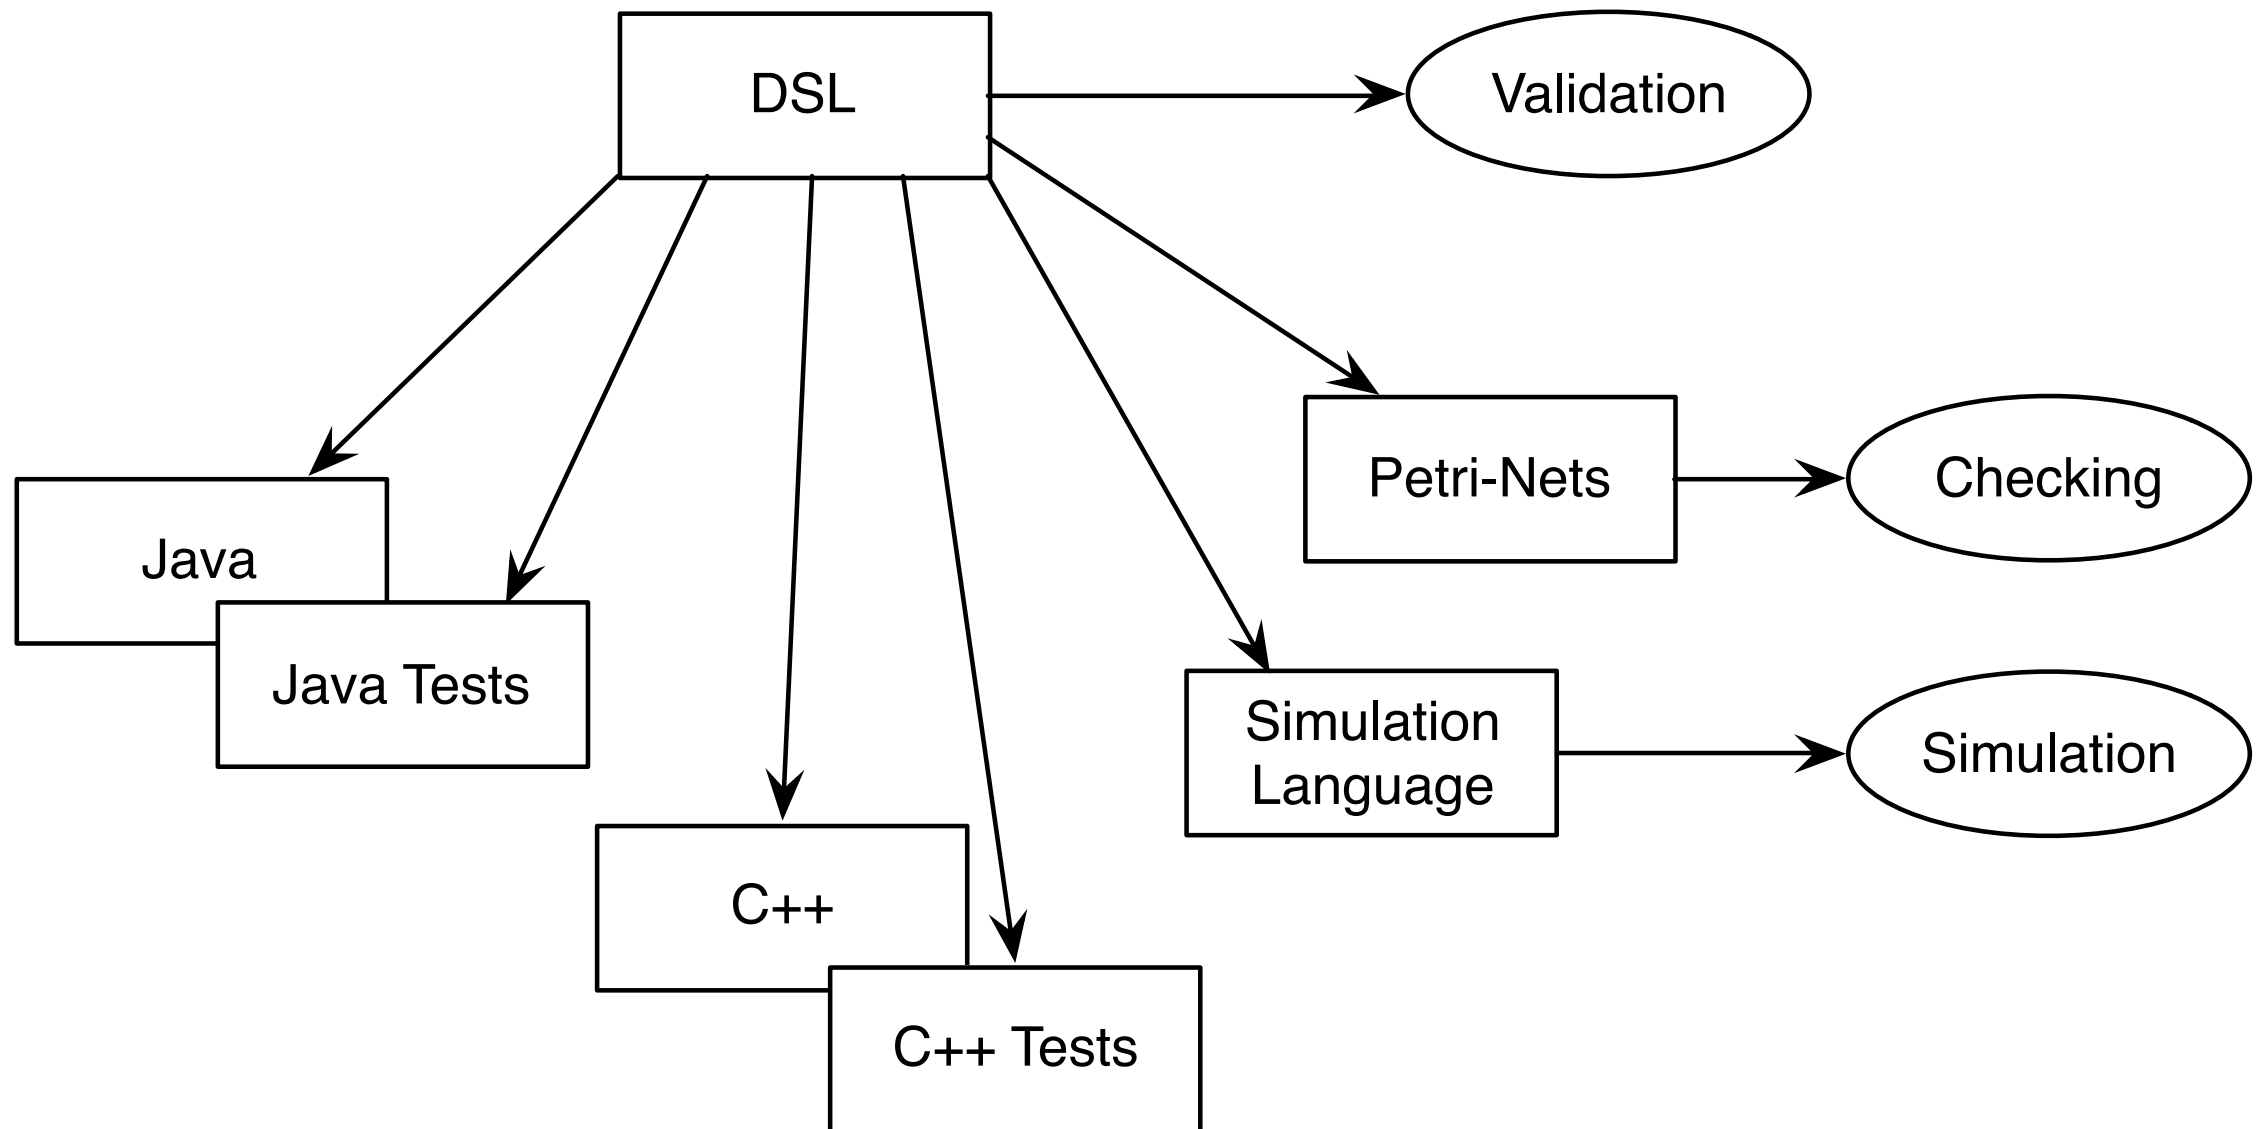 DSL
Validation
Petri-Nets
Checking
Java
Java Tests
Simulation
Language
Simulation
C++
C++ Tests